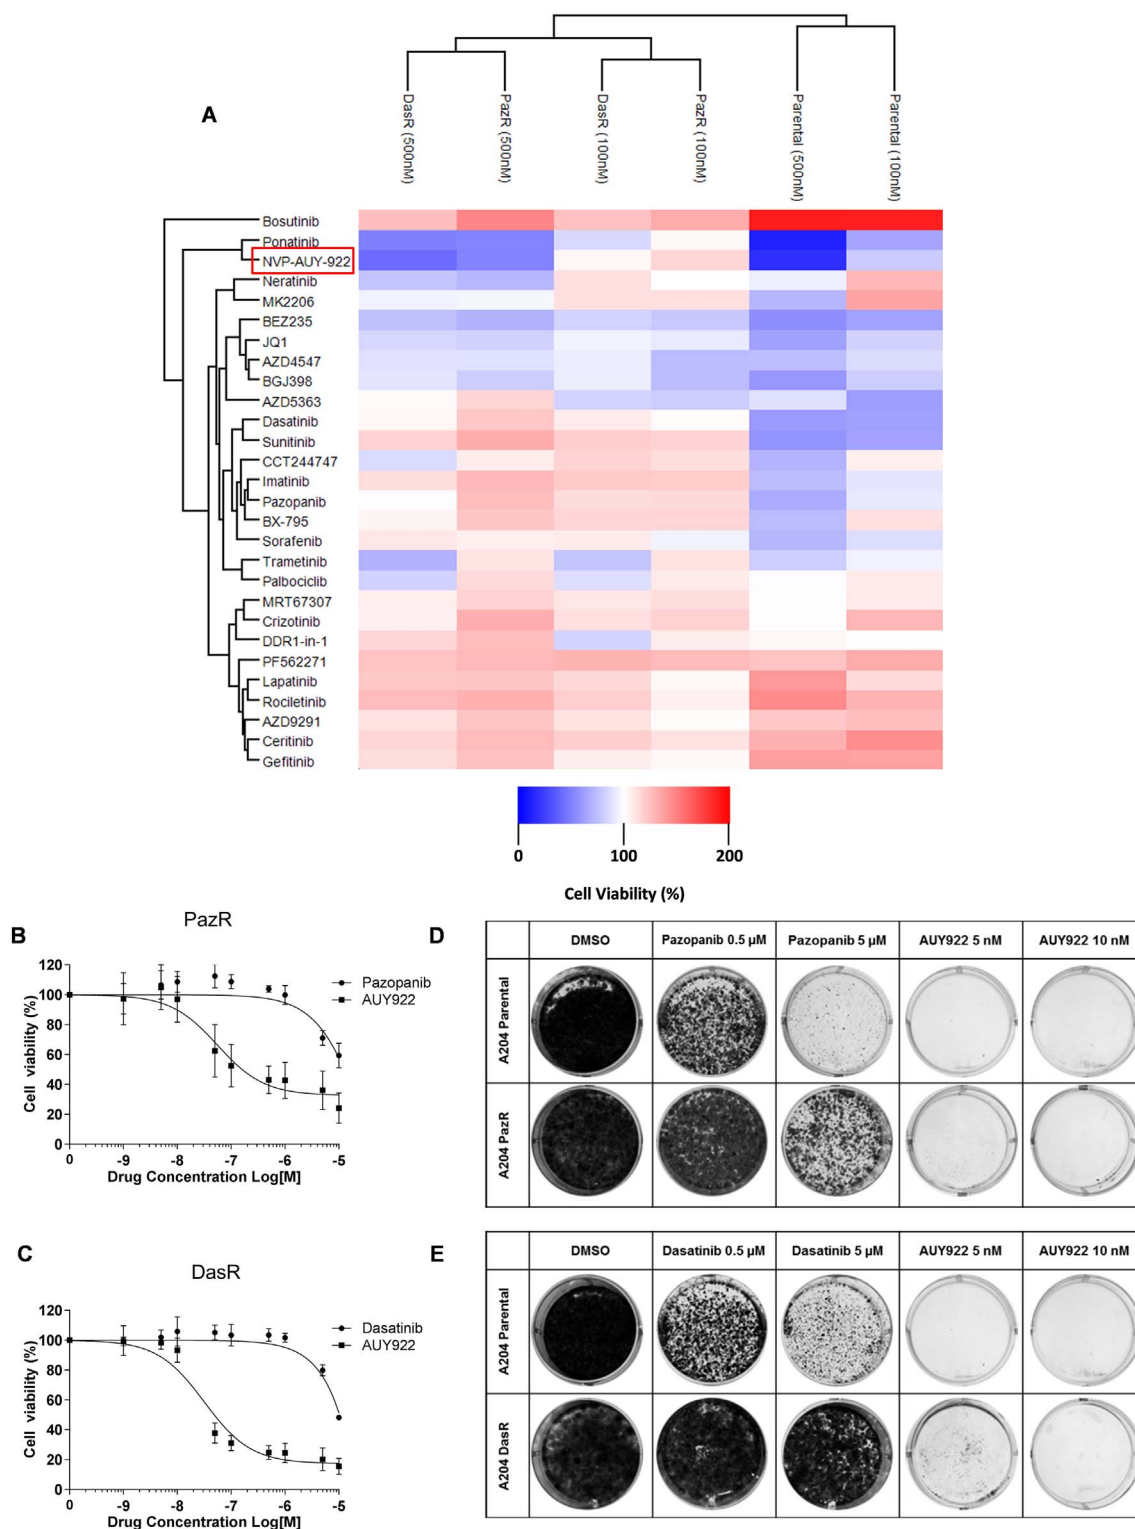 A
DasR (500nM)
PazR (500nM)
DasR (100nM)
PazR (100nM)
Parental (500nM)
Parental (100nM)
Bosutinib
Ponatinib
NVP-AUY-922
Neratinib
MK2206
BEZ235
JQ1
AZD4547
BGJ398
AZD5363
Dasatinib
Sunitinib
CCT244747
Imatinib
Pazopanib
BX-795
Sorafenib
Trametinib
Palbociclib
MRT67307
Crizotinib
DDR1-in-1
PF562271
Lapatinib
Rociletinib
AZD9291
Ceritinib
Gefitinib
0 100 200
Cell Viability (%)
B
PazR
Cell viability (%)
120
100
80
60
40
20
0
0 -9 -8 -7 -6 -5
Drug Concentration Log[M]
Pazopanib
AUY922
C
DasR
Cell viability (%)
120
100
80
60
40
20
0
0 -9 -8 -7 -6 -5
Drug Concentration Log[M]
Dasatinib
AUY922
D
DMSO Pazopanib 0.5 µM Pazopanib 5 µM AUY922 5 nM AUY922 10 nM
A204 Parental
A204 PazR
E
DMSO Dasatinib 0.5 µM Dasatinib 5 µM AUY922 5 nM AUY922 10 nM
A204 Parental
A204 DasR